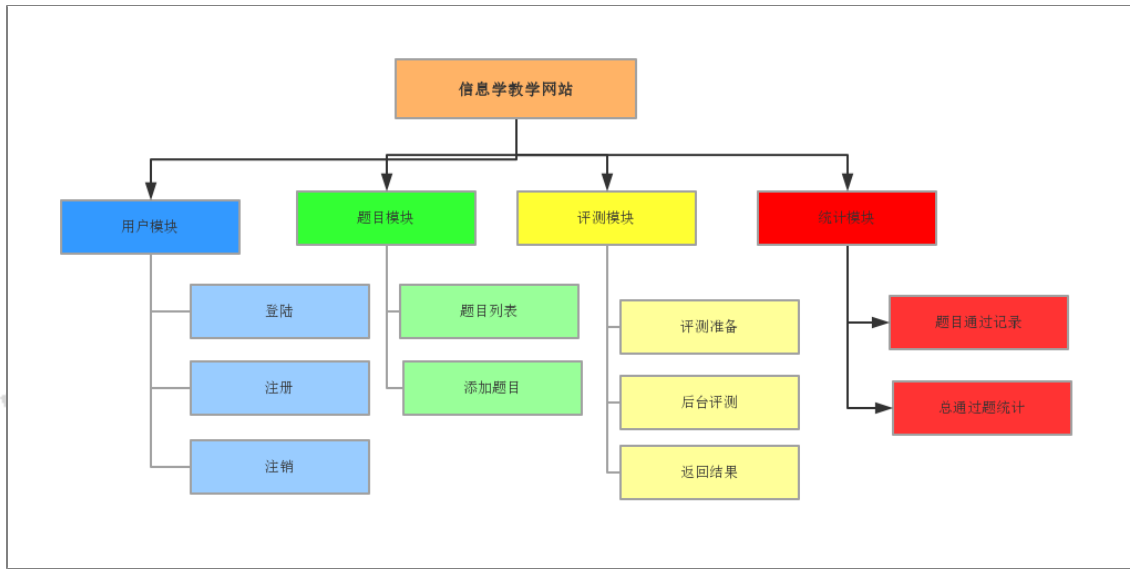 信息学教学网站
用户模块
题目模块
评测模块
统计模块
登陆
注册
注销
题目列表
添加题目
评测准备
后台评测
返回结果
题目通过记录
总通过题统计